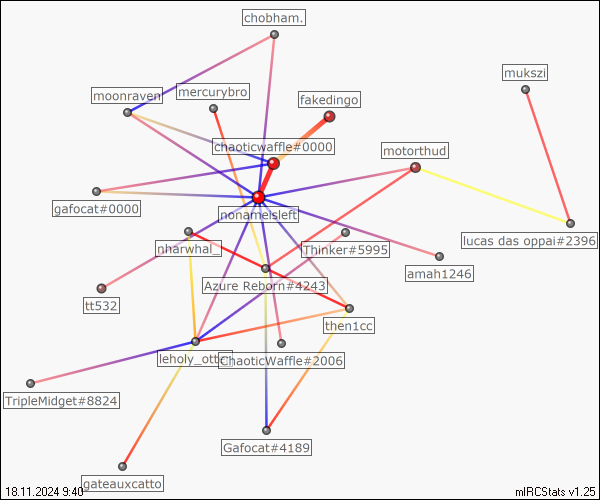 chobham.
mukszi
moonraven
mercurybro
fakedingo
chaoticwaffle#0000
motorthud
gafocat#0000
nonameisleft
lucas das oppai#2396
nharwhal_
Thinker#5995
amah1246
Azure Reborn#4243
tt532
then1cc
ChaoticWaffle#2006
TripleMidget#8824
Gafocat#4189
gateauxcatto
18.11.2024 9:40
mIRCStats v1.25